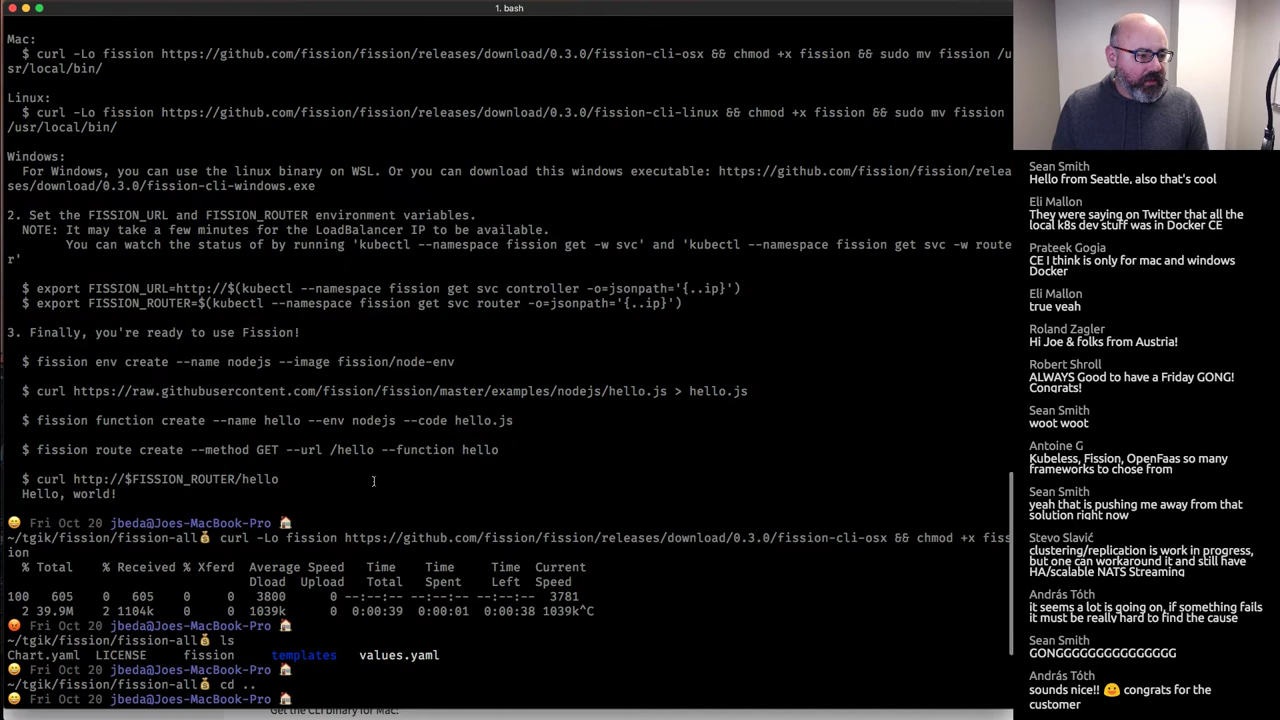 1. bash
Mac:
$ curl -Lo fission https://github.com/fission/fission/releases/download/0.3.0/fission-cli-osx && chmod +x fission && sudo mv fission /u
sr/local/bin/
Linux:
$ curl -Lo fission https://github.com/fission/fission/releases/download/0.3.0/fission-cli-linux && chmod +x fission && sudo mv fission
/usr/local/bin/
Windows:
For Windows, you can use the linux binary on WSL. Or you can download this windows executable: https://github.com/fission/fission/relea
ses/download/0.3.0/fission-cli-windows.exe
2. Set the FISSION_URL and FISSION_ROUTER environment variables.
NOTE: It may take a few minutes for the LoadBalancer IP to be available.
You can watch the status of by running 'kubectl --namespace fission get -w svc' and 'kubectl --namespace fission get svc -w route
r'
$ export FISSION_URL=http://$(kubectl --namespace fission get svc controller -o=jsonpath='{..ip}')
$ export FISSION_ROUTER=$(kubectl --namespace fission get svc router -o=jsonpath='{..ip}')
3. Finally, you're ready to use Fission!
$ fission env create --name nodejs --image fission/node-env
$ curl https://raw.githubusercontent.com/fission/fission/master/examples/nodejs/hello.js > hello.js
$ fission function create --name hello --env nodejs --code hello.js
$ fission route create --method GET --url /hello --function hello
$ curl http://$FISSION_ROUTER/hello
Hello, world!
😄 Fri Oct 20 jbeda@Joes-MacBook-Pro 🏠
~/tgik/fission/fission-all💰 curl -Lo fission https://github.com/fission/fission/releases/download/0.3.0/fission-cli-osx && chmod +x fiss
ion
% Total % Received % Xferd Average Speed Time Time Time Current
Dload Upload Total Spent Left Speed
100 605 0 605 0 0 3800 0 --:--:-- --:--:-- --:--:-- 3781
2 39.9M 2 1104k 0 0 1039k 0 0:00:39 0:00:01 0:00:38 1039k^C
😡 Fri Oct 20 jbeda@Joes-MacBook-Pro 🏠
~/tgik/fission/fission-all💰 ls
Chart.yaml LICENSE fission templates values.yaml
😄 Fri Oct 20 jbeda@Joes-MacBook-Pro 🏠
~/tgik/fission/fission-all💰 cd ..
😄 Fri Oct 20 jbeda@Joes-MacBook-Pro 🏠
Get the CLI binary for Mac:
Sean Smith
Hello from Seattle, also that's cool
Eli Mallon
They were saying on Twitter that all the
local k8s dev stuff was in Docker CE
Prateek Gogia
CE I think is only for mac and windows
Docker
Eli Mallon
true yeah
Roland Zagler
Hi Joe & folks from Austria!
Robert Shroll
ALWAYS Good to have a Friday GONG!
Congrats!
Sean Smith
woot woot
Antoine G
Kubeless, Fission, OpenFaas so many
frameworks to chose from
Sean Smith
yeah that is pushing me away from that
solution right now
Stevo Slavić
clustering/replication is work in progress,
but one can workaround it and still have
HA/scalable NATS Streaming
András Tóth
it seems a lot is going on, if something fails
it must be really hard to find the cause
Sean Smith
GONGGGGGGGGGGGGGG
András Tóth
sounds nice!! 🙂 congrats for the
customer